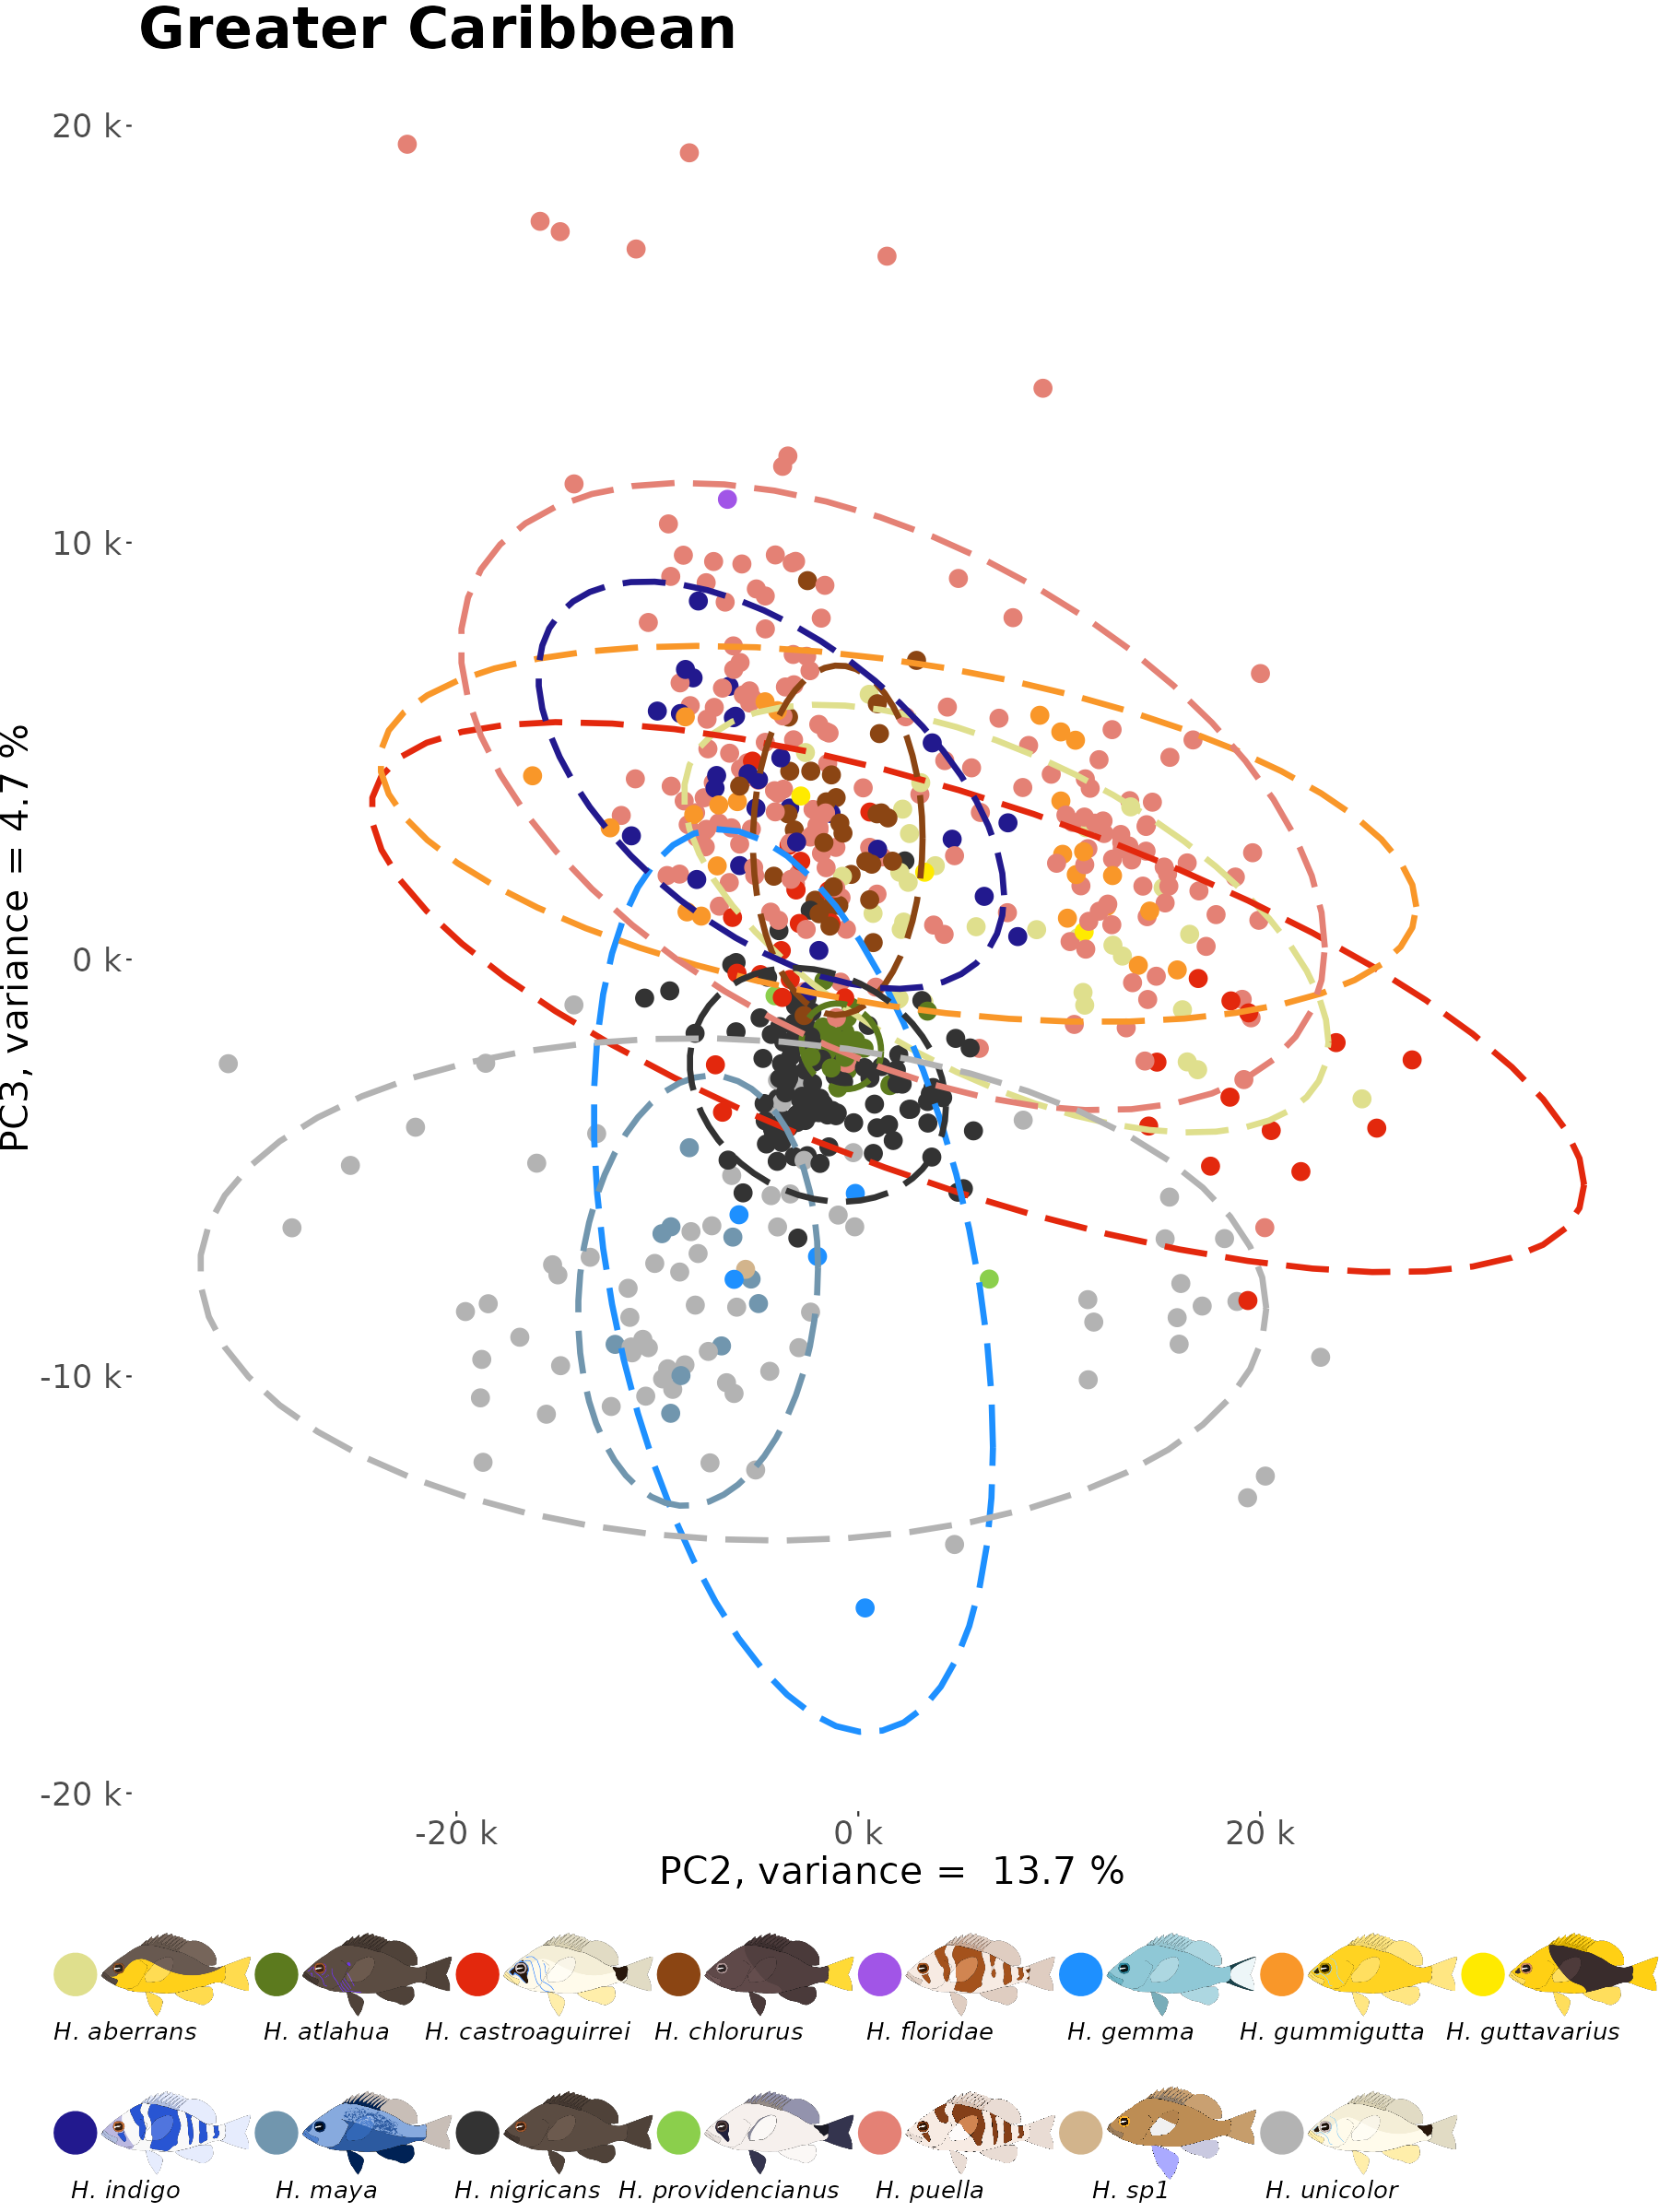 Greater Caribbean
20 k
10 k
0 k
-10 k
-20 k
PC3, variance = 4.7 %
-20 k 0 k 20 k
PC2, variance = 13.7 %
H. aberrans H. atlahua H. castroaguirrei H. chlorurus H. floridae H. gemma H. gummigutta H. guttavarius
H. indigo H. maya H. nigricans H. providencianus H. puella H. sp1 H. unicolor